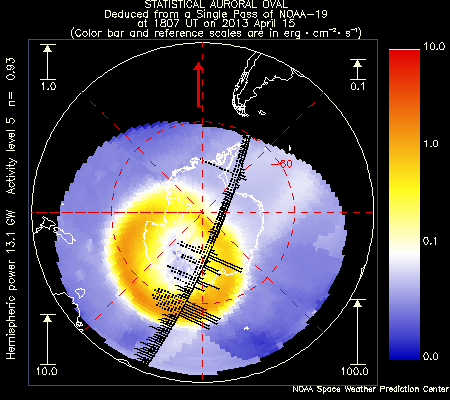 STATISTICAL AURORAL OVAL
Deduced from a Single Pass of NOAA-19
at 1807 UT on 2013 April 15
(Color bar and reference scales are in erg·cm⁻²·s⁻¹)
Hemispheric power 13.1 GW Activity level 5 n= 0.93
1.0
0.1
10.0
100.0
-60
10.0
1.0
0.1
0.0
NOAA Space Weather Prediction Center